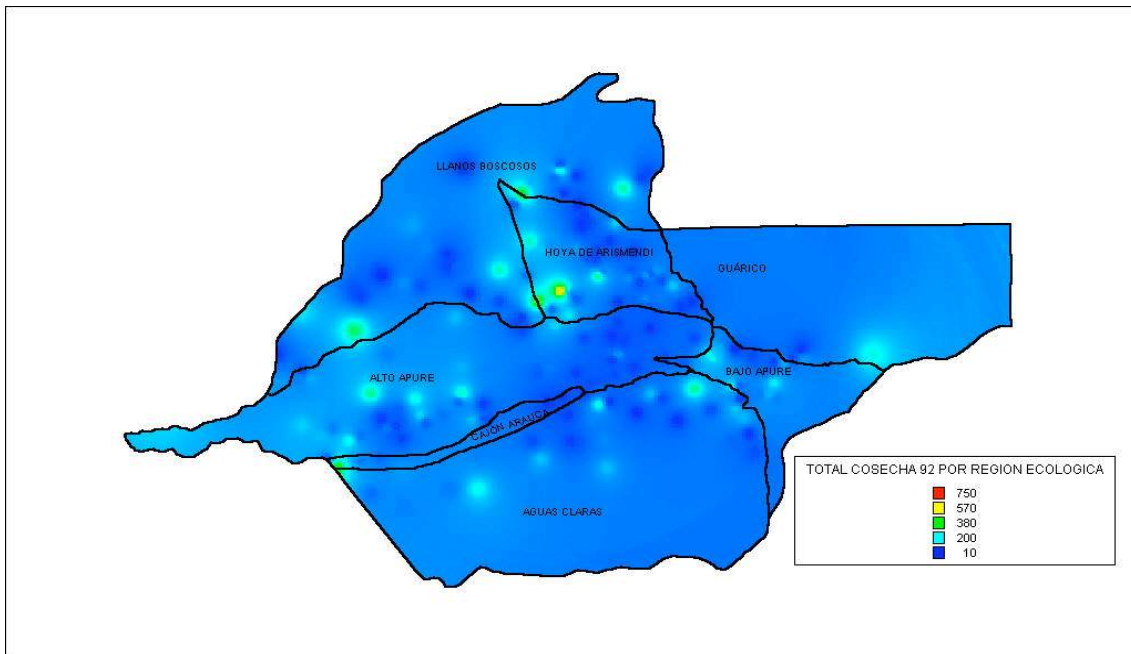 LLANOS BOSCOSOS
HOYA DE ARISMENDI
GUÁRICO
ALTO APURE
BAJO APURE
CAJÓN ARAUCA
AGUAS CLARAS
TOTAL COSECHA 92 POR REGION ECOLOGICA
750
570
380
200
10